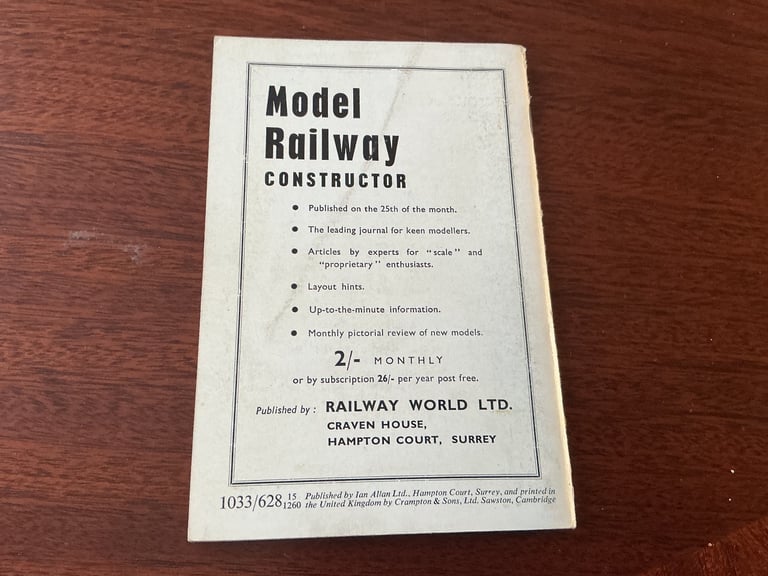 Model
Railway
CONSTRUCTOR
● Published on the 25th of the month.
● The leading journal for keen modellers.
● Articles by experts for "scale" and
"proprietary" enthusiasts.
● Layout hints.
● Up-to-the-minute information.
● Monthly pictorial review of new models.
2/- MONTHLY
or by subscription 26/- per year post free.
Published by: RAILWAY WORLD LTD.
CRAVEN HOUSE,
HAMPTON COURT, SURREY
1033/628 15 Published by Ian Allan Ltd., Hampton Court, Surrey, and printed in
1260 the United Kingdom by Crampton & Sons, Ltd. Sawston, Cambridge